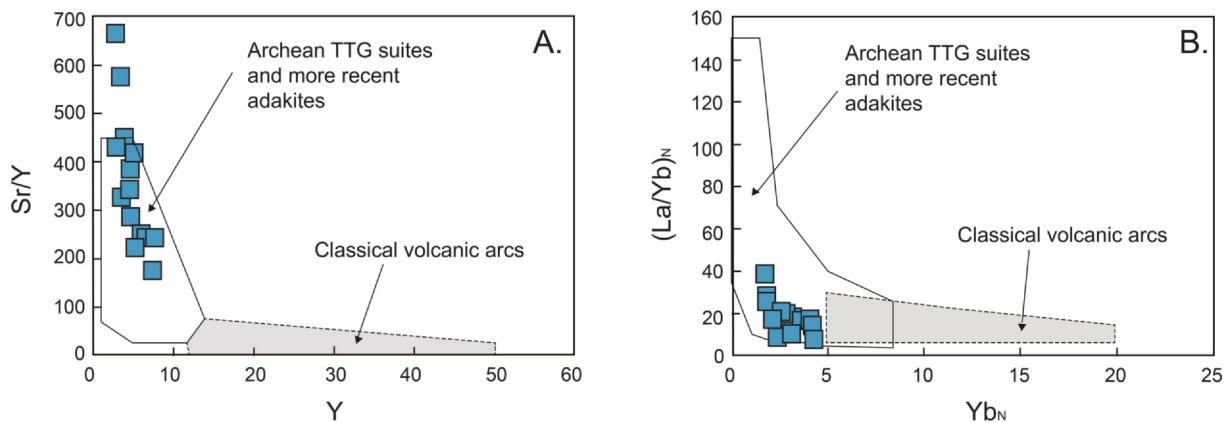 A.
Sr/Y
700
600
500
400
300
200
100
0
Archean TTG suites
and more recent
adakites
Classical volcanic arcs
0 10 20 30 40 50 60
Y
B.
(La/Yb)N
160
150
100
80
60
40
20
0
Archean TTG suites
and more recent
adakites
Classical volcanic arcs
0 5 10 15 20 25
YbN